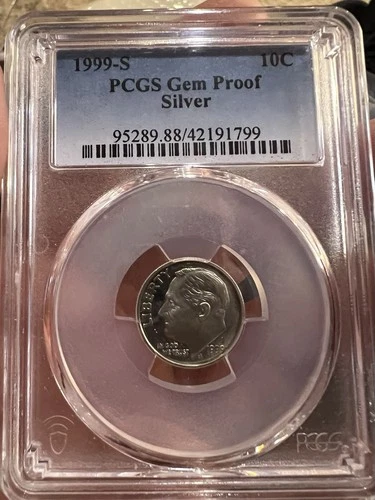 1999-S 10C
PCGS Gem Proof
Silver
95289.88/42191799
LIBERTY
IN GOD
WE TRUST
1999
S
PCGS